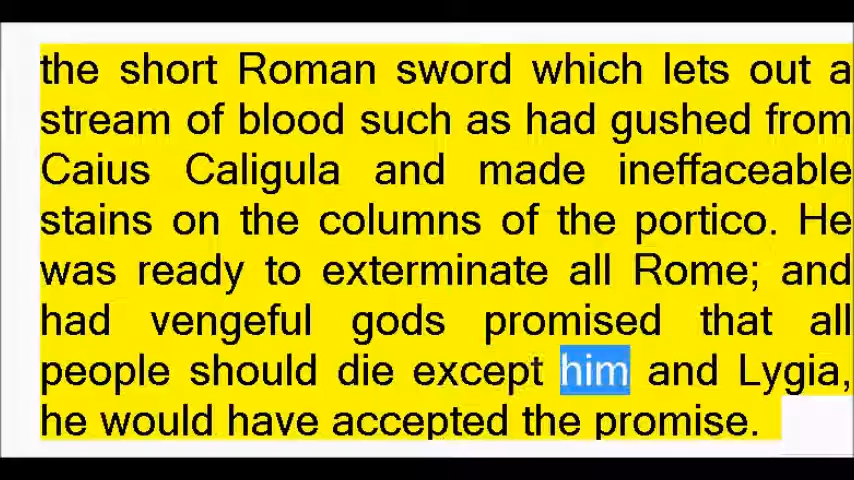 the short Roman sword which lets out a
stream of blood such as had gushed from
Caius Caligula and made ineffaceable
stains on the columns of the portico. He
was ready to exterminate all Rome; and
had vengeful gods promised that all
people should die except him and Lygia,
he would have accepted the promise.